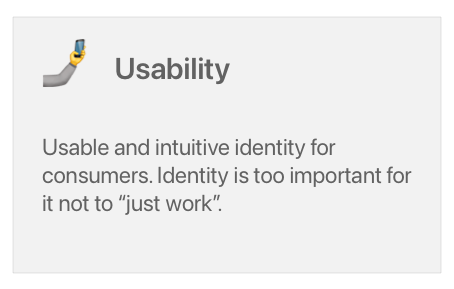 Usability
Usable and intuitive identity for
consumers. Identity is too important for
it not to “just work”.